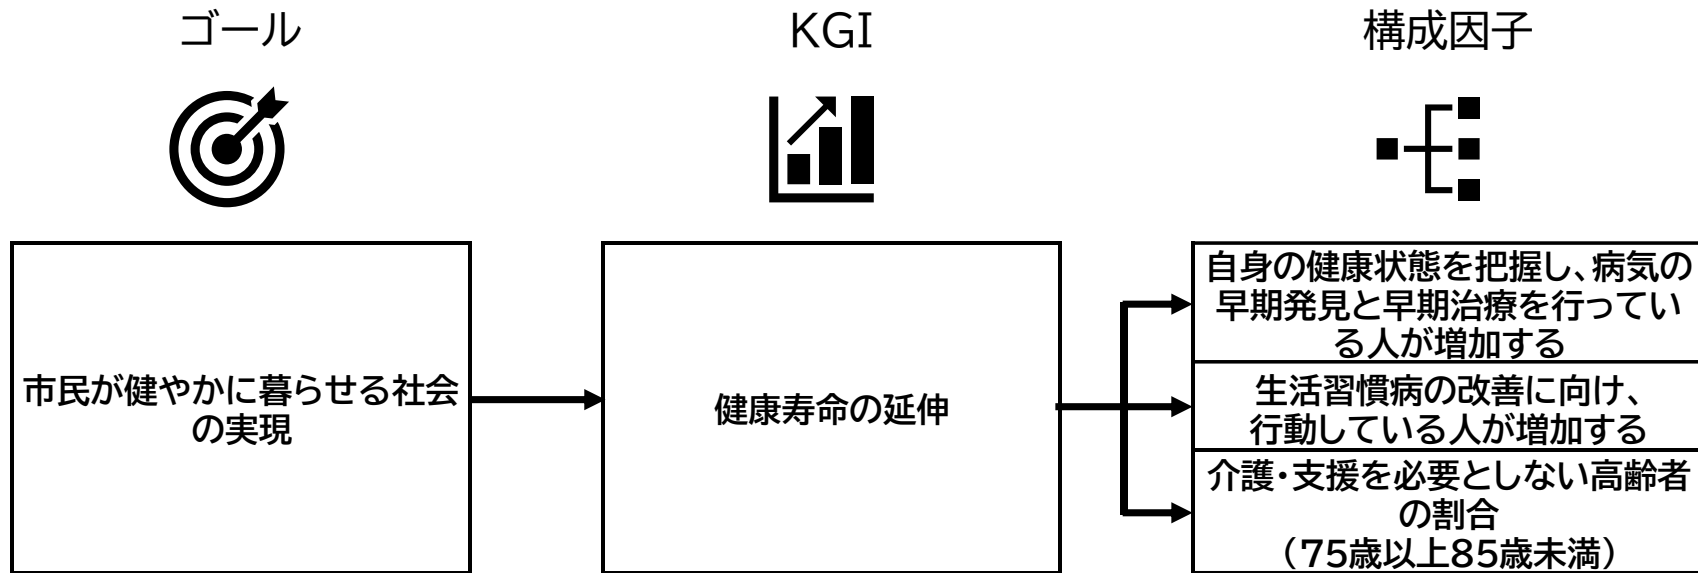 ゴール
KGI
構成因子
市民が健やかに暮らせる社会
の実現
健康寿命の延伸
自身の健康状態を把握し、病気の
早期発見と早期治療を行ってい
る人が増加する
生活習慣病の改善に向け、
行動している人が増加する
介護・支援を必要としない高齢者
の割合
（75歳以上85歳未満）